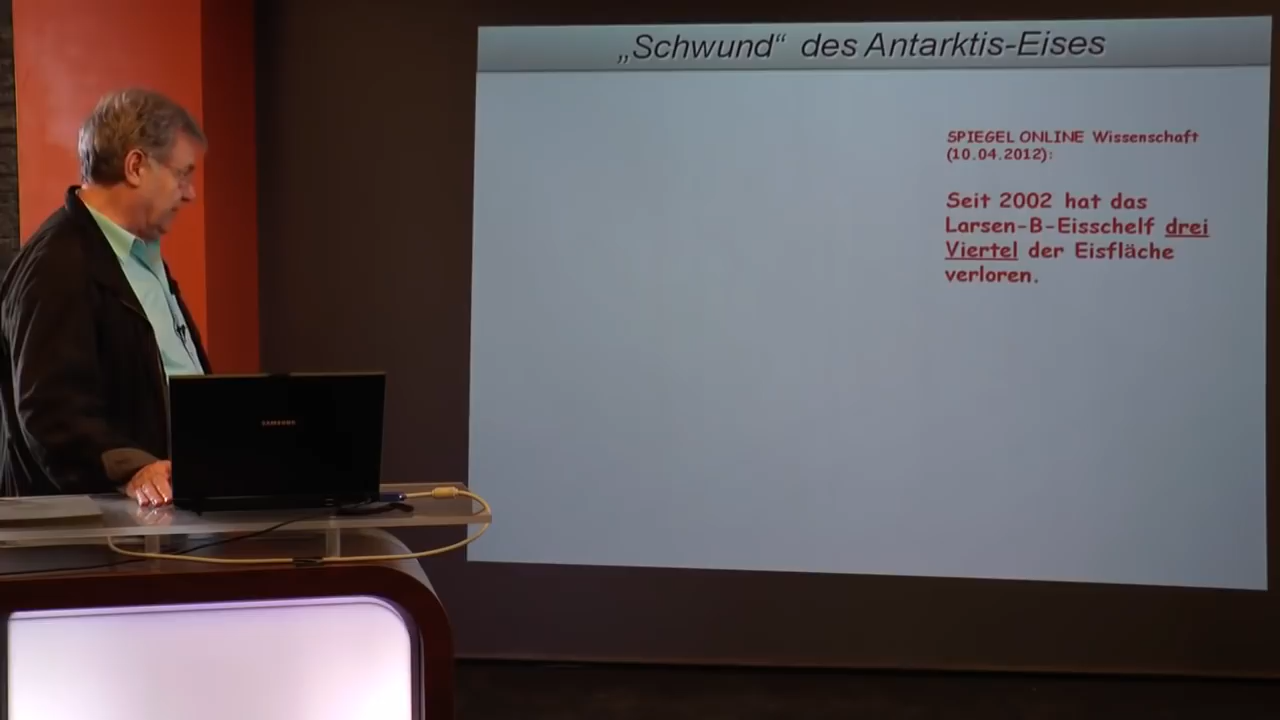 „Schwund“ des Antarktis-Eises
SPIEGEL ONLINE Wissenschaft
(10.04.2012):
Seit 2002 hat das
Larsen-B-Eisschelf drei
Viertel der Eisfläche
verloren.
SAMSUNG